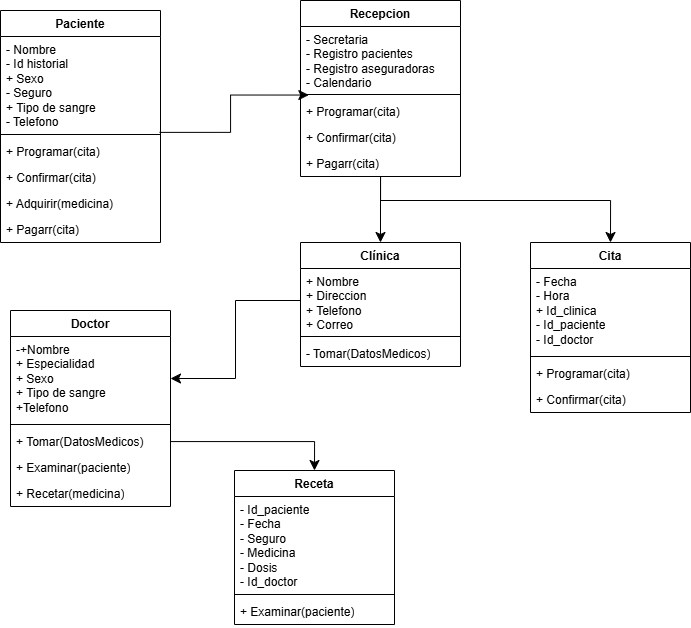 Paciente
- Nombre
- Id historial
+ Sexo
- Seguro
+ Tipo de sangre
- Telefono
+ Programar(cita)
+ Confirmar(cita)
+ Adquirir(medicina)
+ Pagarr(cita)
Recepcion
- Secretaria
- Registro pacientes
- Registro aseguradoras
- Calendario
+ Programar(cita)
+ Confirmar(cita)
+ Pagarr(cita)
Clínica
+ Nombre
+ Direccion
+ Telefono
+ Correo
- Tomar(DatosMedicos)
Cita
- Fecha
- Hora
+ Id_clinica
- Id_paciente
- Id_doctor
+ Programar(cita)
+ Confirmar(cita)
Doctor
-+Nombre
+ Especialidad
+ Sexo
+ Tipo de sangre
+Telefono
+ Tomar(DatosMedicos)
+ Examinar(paciente)
+ Recetar(medicina)
Receta
- Id_paciente
- Fecha
- Seguro
- Medicina
- Dosis
- Id_doctor
+ Examinar(paciente)